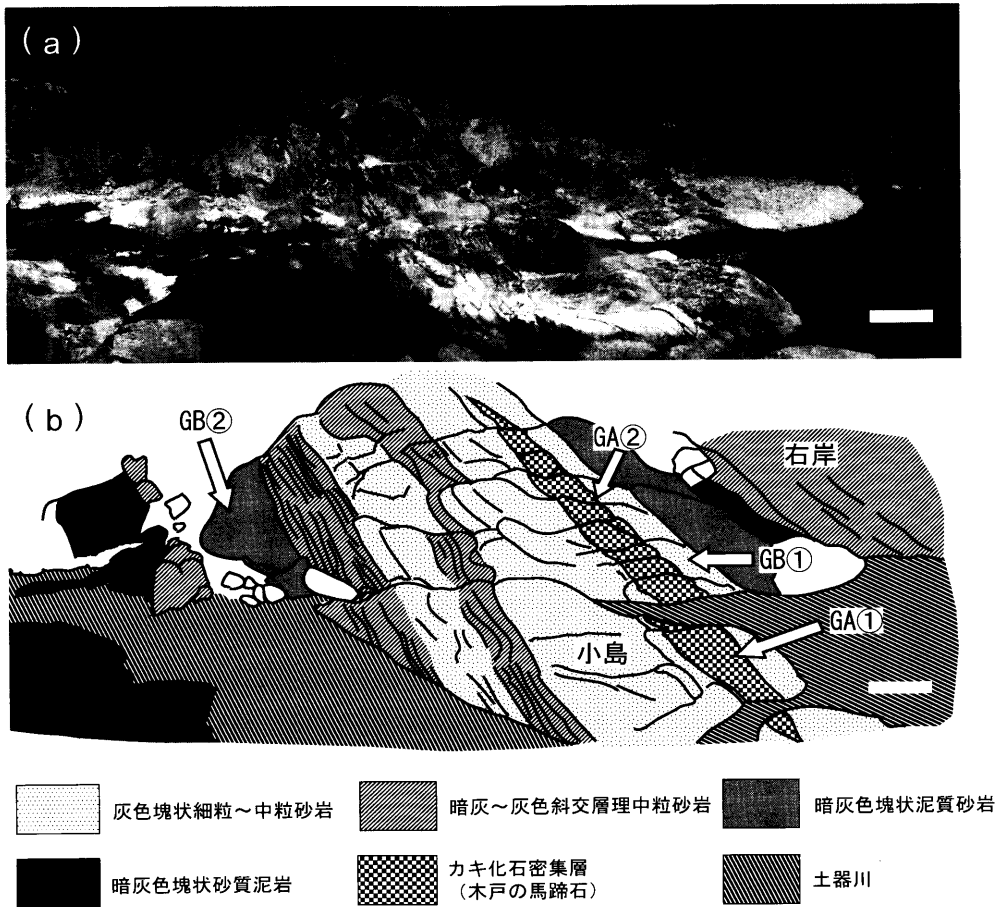 (a)
(b)
GB②
GA②
右岸
GB①
GA①
小島
灰色塊状細粒～中粒砂岩
暗灰～灰色斜交層理中粒砂岩
暗灰色塊状泥質砂岩
暗灰色塊状砂質泥岩
カキ化石密集層
（木戸の馬蹄石）
土器川